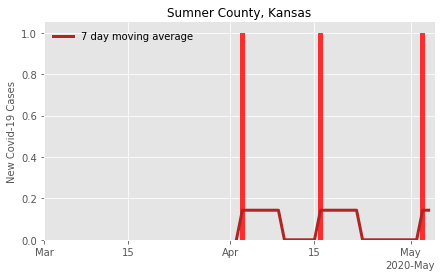 Sumner County, Kansas
7 day moving average
New Covid-19 Cases
1.0
0.8
0.6
0.4
0.2
0.0
Mar 15 Apr 15 May
2020-May